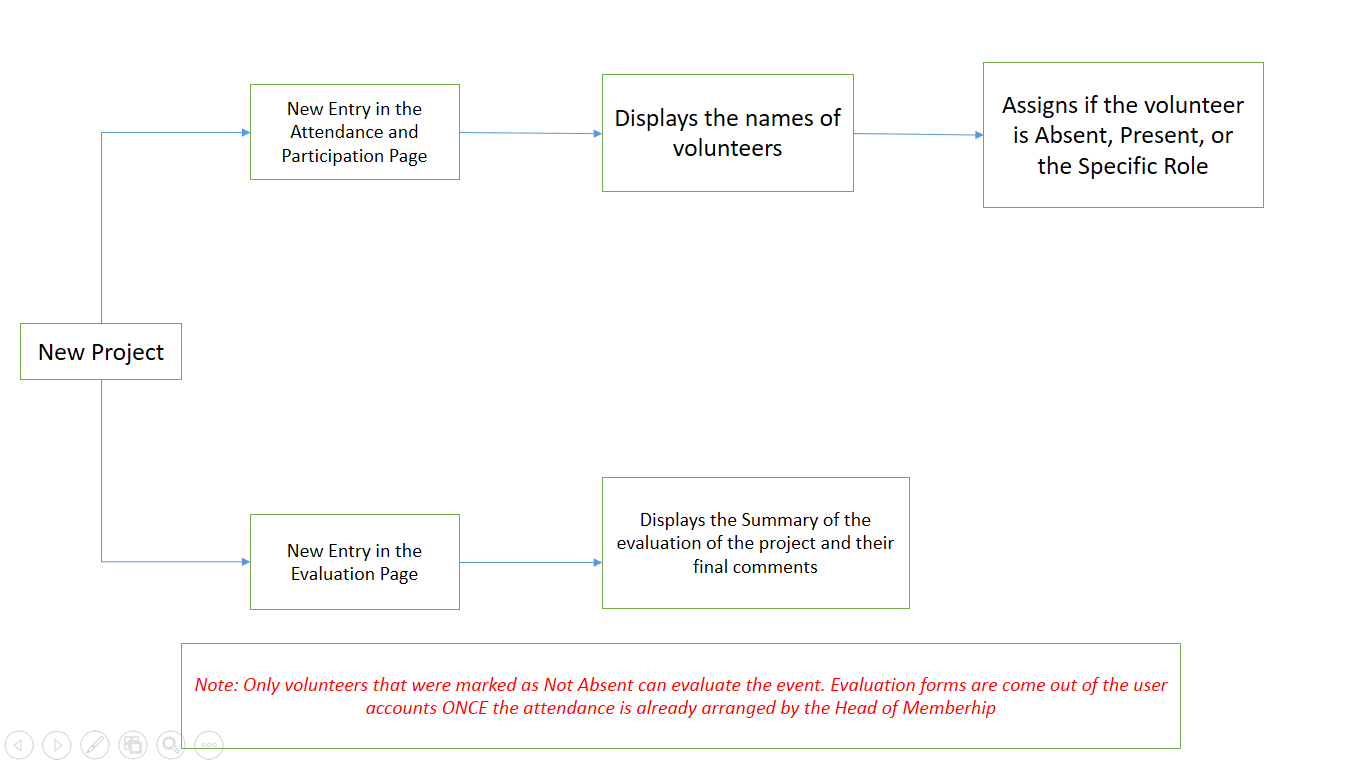 New Entry in the
Attendance and
Participation Page
Displays the names of
volunteers
Assigns if the volunteer
is Absent, Present, or
the Specific Role
New Project
New Entry in the
Evaluation Page
Displays the Summary of the
evaluation of the project and their
final comments
Note: Only volunteers that were marked as Not Absent can evaluate the event. Evaluation forms are come out of the user
accounts ONCE the attendance is already arranged by the Head of Memberhip